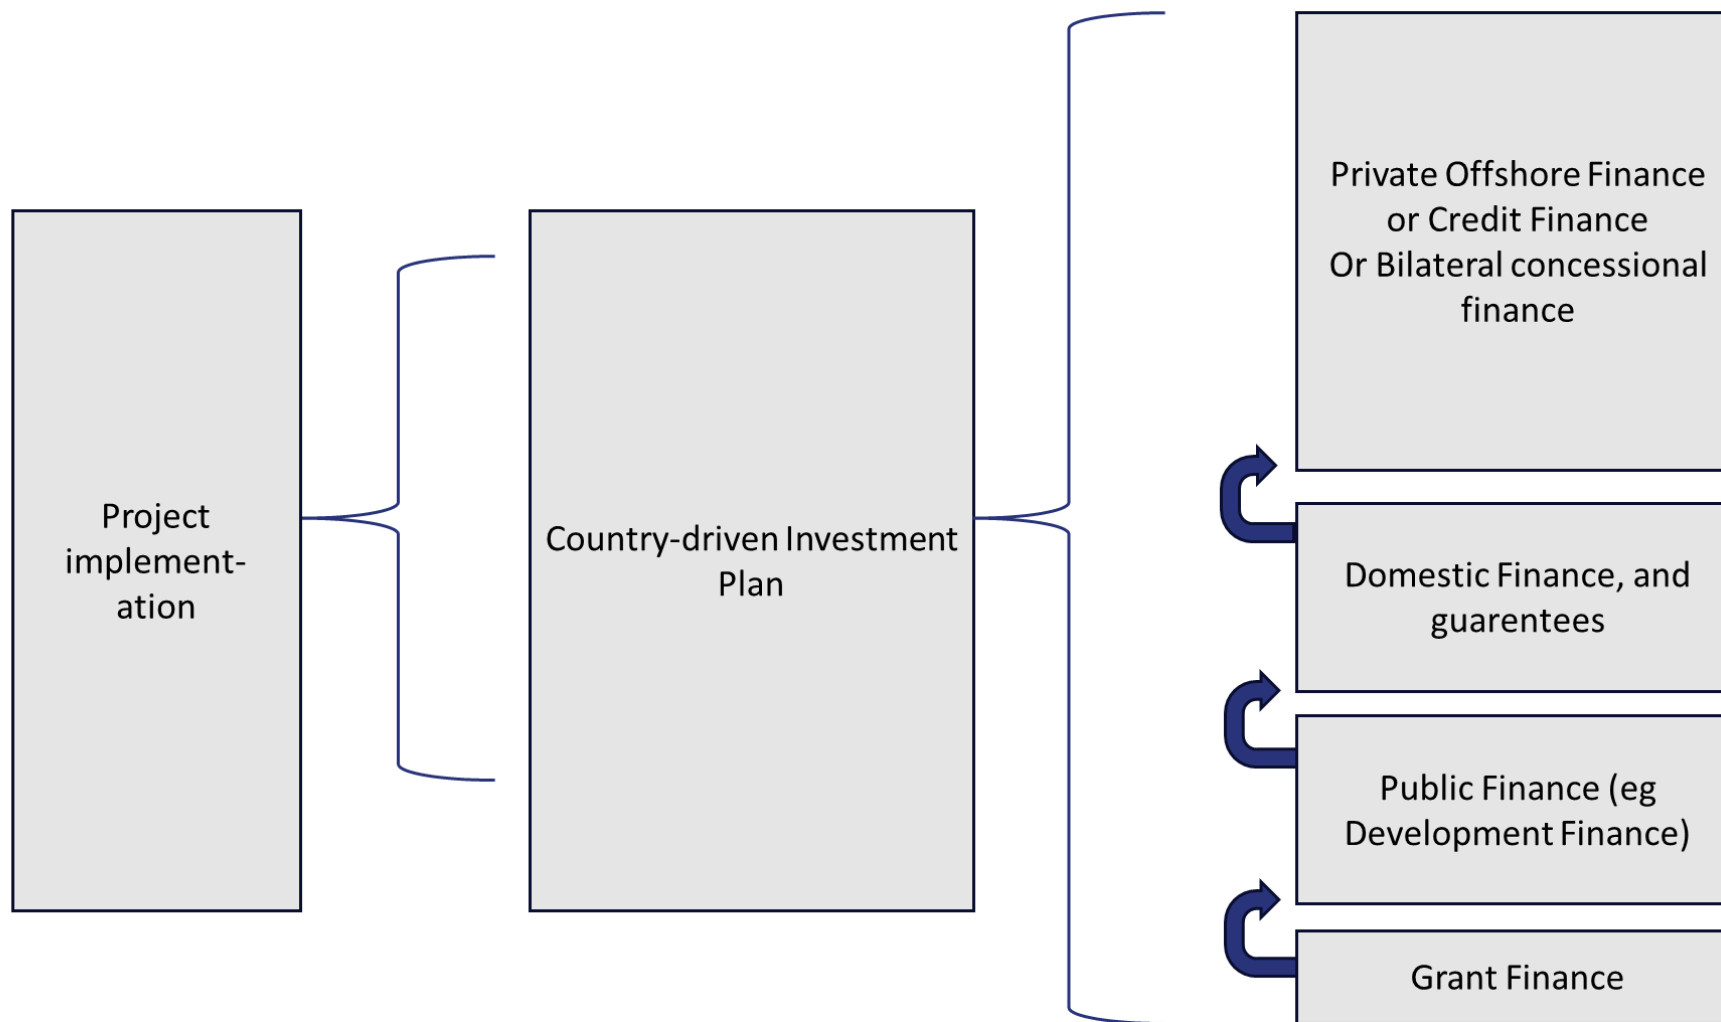 Project
implement-
ation
Country-driven Investment
Plan
Private Offshore Finance
or Credit Finance
Or Bilateral concessional
finance
Domestic Finance, and
guarentees
Public Finance (eg
Development Finance)
Grant Finance